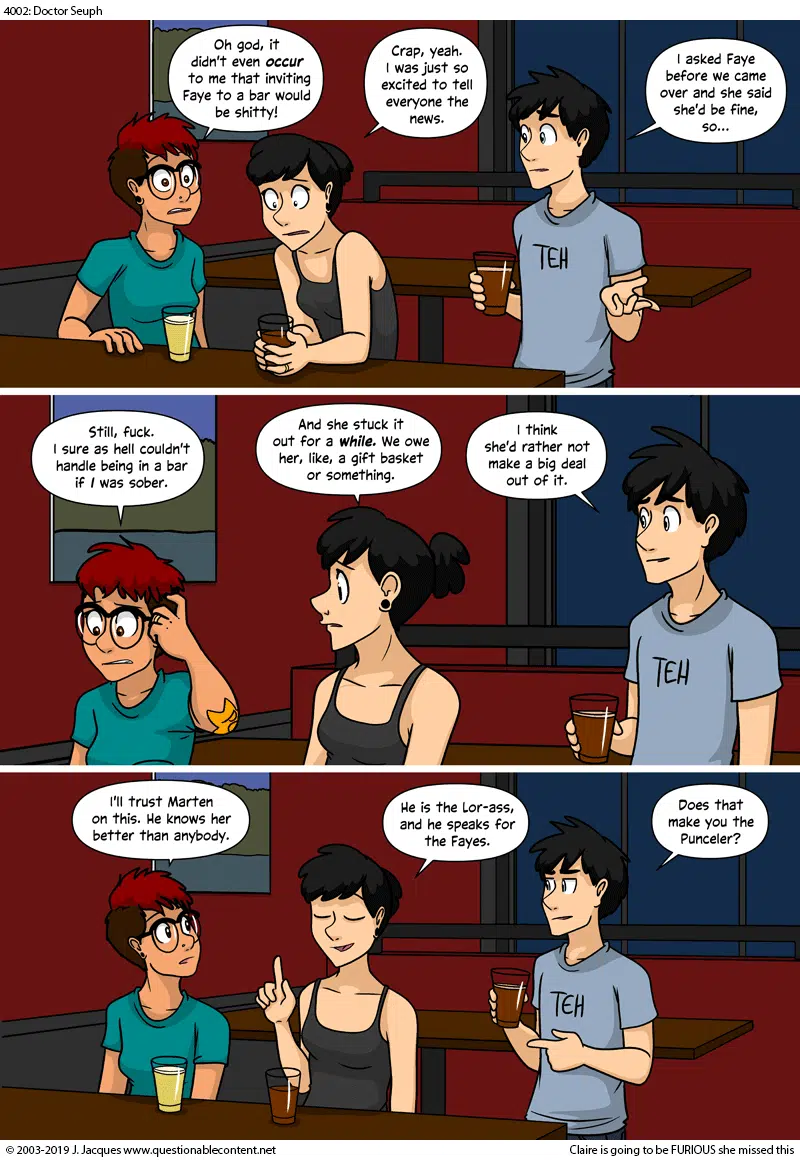 4002: Doctor Seuph
Oh god, it
didn't even occur
to me that inviting
Faye to a bar would
be shitty!
Crap, yeah.
I was just so
excited to tell
everyone the
news.
I asked Faye
before we came
over and she said
she'd be fine,
so...
TEH
Still, fuck.
I sure as hell couldn't
handle being in a bar
if I was sober.
And she stuck it
out for a while. We owe
her, like, a gift basket
or something.
I think
she'd rather not
make a big deal
out of it.
TEH
I'll trust Marten
on this. He knows her
better than anybody.
He is the Lor-ass,
and he speaks for
the Fayes.
Does that
make you the
Punceler?
TEH
© 2003-2019 J. Jacques www.questionablecontent.net
Claire is going to be FURIOUS she missed this